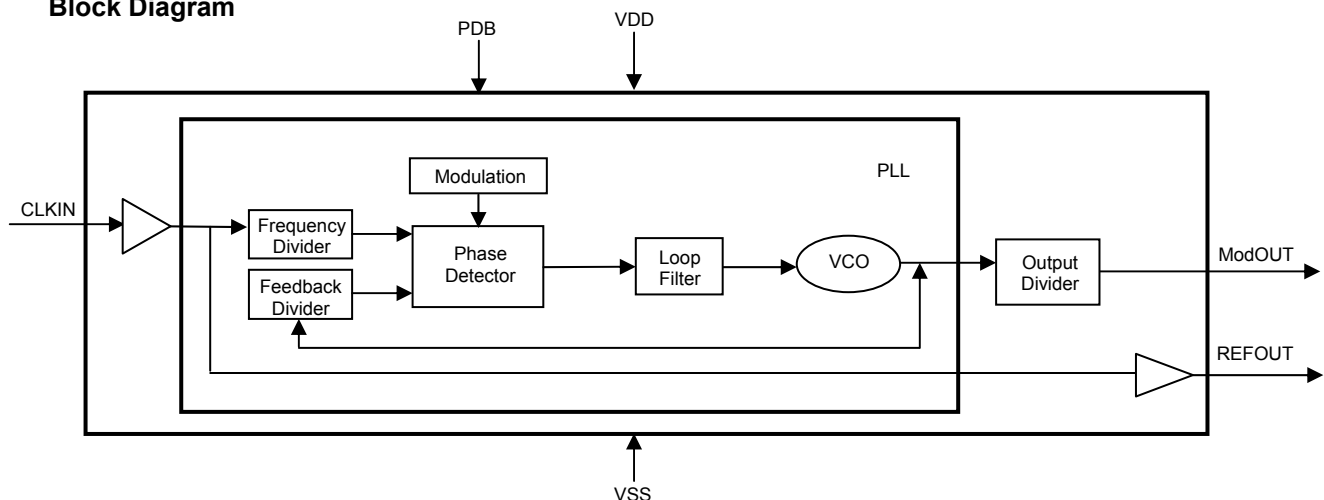 Block Diagram
PDB
VDD
CLKIN
Modulation
PLL
Frequency
Divider
Phase
Detector
Feedback
Divider
Loop
Filter
VCO
Output
Divider
ModOUT
REFOUT
VSS